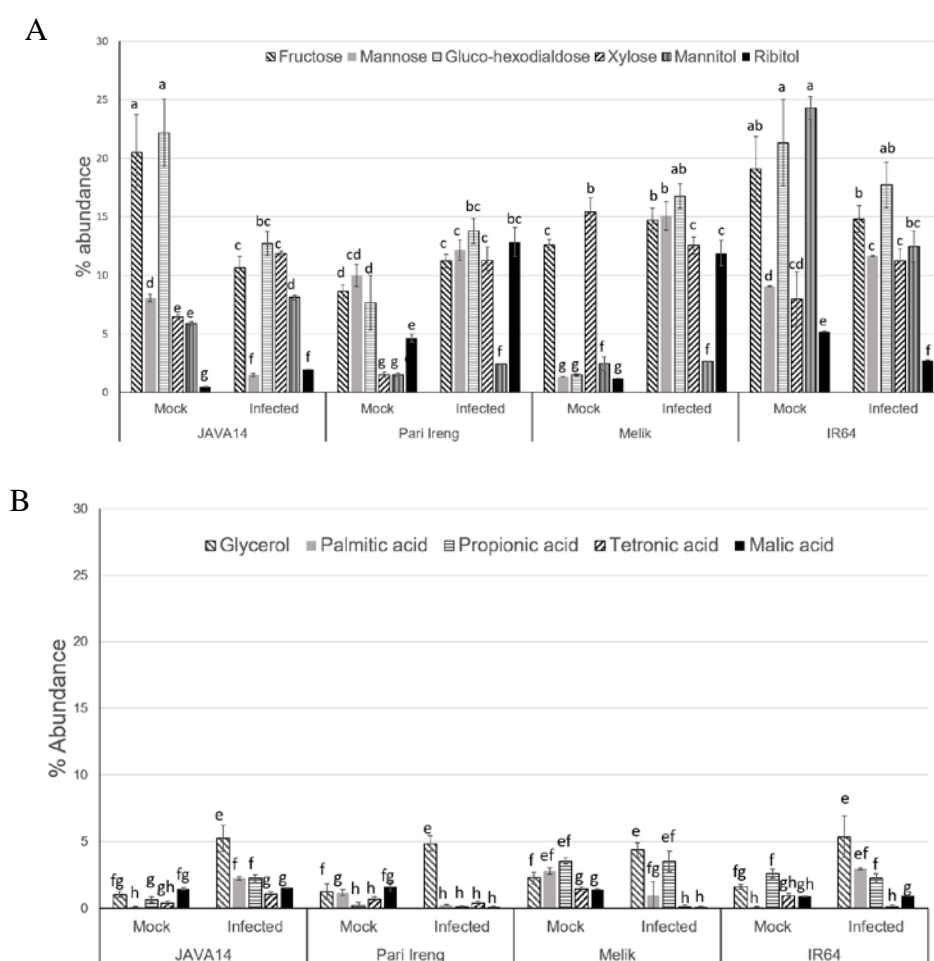 A
30
25
20
15
10
5
0
% abundance
Fructose Mannose Gluco-hexodialdose Xylose Mannitol Ribitol
a d a e e g
c f bc c d f
d cd d g g e
c c bc c f bc
b g g b f g
b b ab c f c
ab d a cd a e
ab c ab c bc f
Mock Infected Mock Infected Mock Infected Mock Infected
JAVA14 Pari Ireng Melik IR64
B
30
25
20
15
10
5
0
% Abundance
Glycerol Palmitic acid Propionic acid Tetronic acid Malic acid
fg h g gh fg
e f f g g
f g h h fg
e h h h h
f ef ef g g
e fg ef h h
fg h f gh gh
e ef f h g
Mock Infected Mock Infected Mock Infected Mock Infected
JAVA14 Pari Ireng Melik IR64